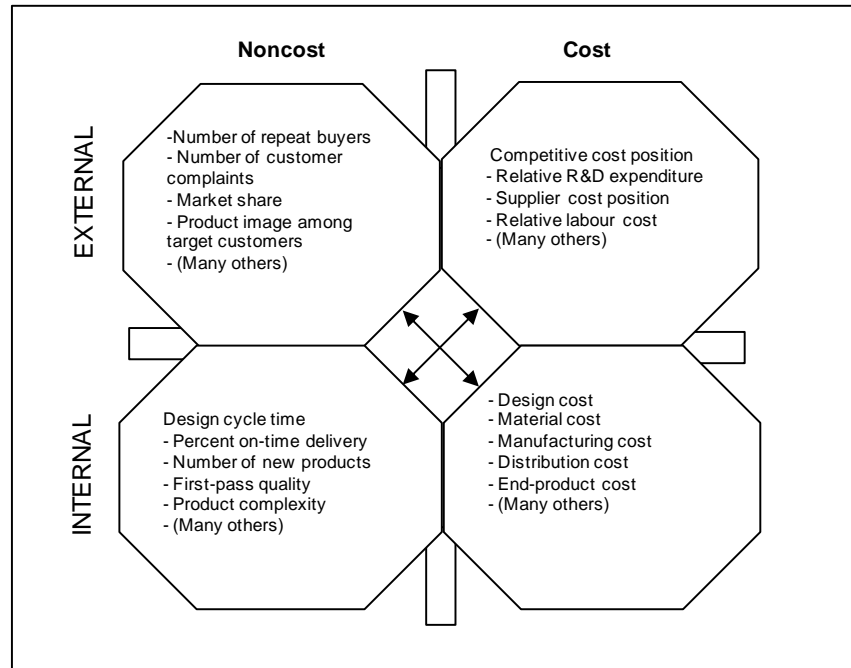 Noncost
Cost
EXTERNAL
-Number of repeat buyers
- Number of customer
complaints
- Market share
- Product image among
target customers
- (Many others)
Competitive cost position
- Relative R&D expenditure
- Supplier cost position
- Relative labour cost
- (Many others)
INTERNAL
Design cycle time
- Percent on-time delivery
- Number of new products
- First-pass quality
- Product complexity
- (Many others)
- Design cost
- Material cost
- Manufacturing cost
- Distribution cost
- End-product cost
- (Many others)